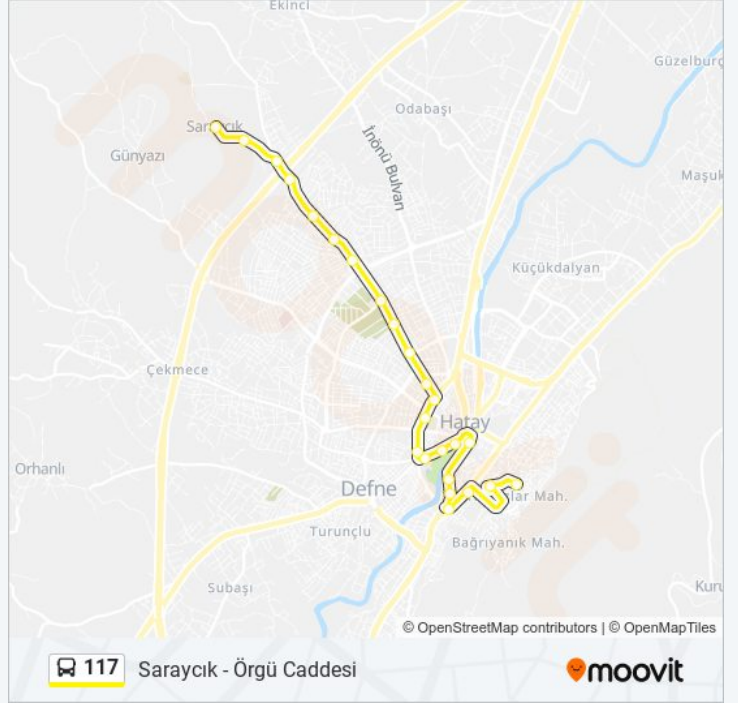 Ekinci
Güzelburç
Odabaşı
Saraycık
İnönü Bulvarı
Günyazı
Küçükdalyan
Çekmece
Hatay
Orhanlı
Defne
Mah.
Turunçlu
Bağrıyanık Mah.
Subaşı
© OpenStreetMap contributors | © OpenMapTiles
117 Saraycık - Örgü Caddesi
moovit